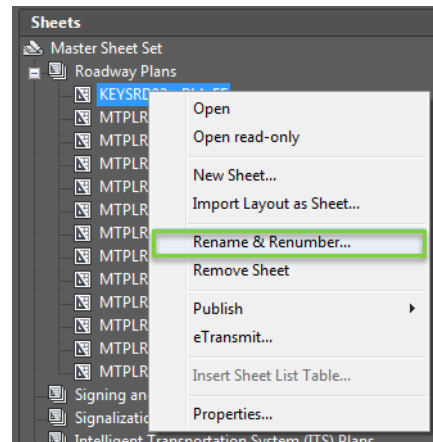 Sheets
Master Sheet Set
Roadway Plans
KEYSRD02
MTPLR
MTPLR
MTPLR
MTPLR
MTPLR
MTPLR
MTPLR
MTPLR
MTPLR
MTPLR
MTPLR
MTPLR
Signing an
Signalizatio
Intelligent Transportation System (ITS) Plans
Open
Open read-only
New Sheet...
Import Layout as Sheet...
Rename & Renumber...
Remove Sheet
Publish
eTransmit...
Insert Sheet List Table...
Properties...